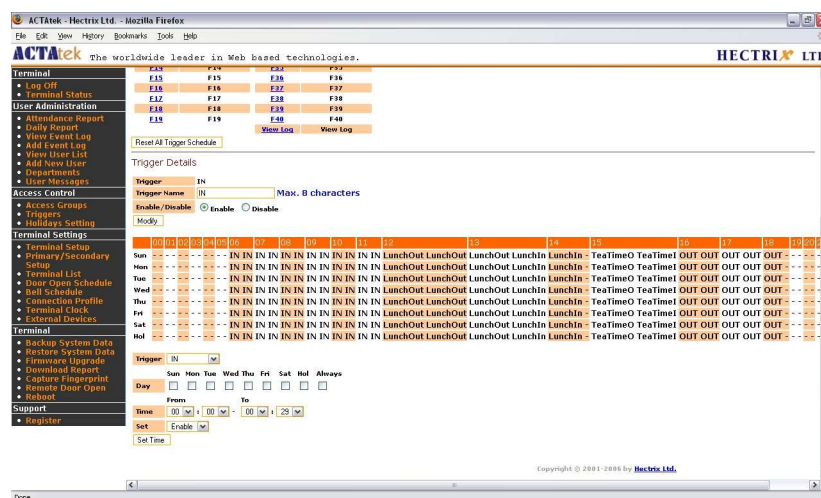 ACTAtek - Hectrix Ltd. - Mozilla Firefox
File Edit View History Bookmarks Tools Help
ACTAtek The worldwide leader in Web based technologies. HECTRIX LT
Terminal
• Log Off
• Terminal Status
User Administration
• Attendance Report
• Daily Report
• View Event Log
• Add Event Log
• View User List
• Add New User
• Departments
• User Messages
Access Control
• Access Groups
• Triggers
• Holidays Setting
Terminal Settings
• Terminal Setup
• Primary/Secondary
Setup
• Terminal List
• Door Open Schedule
• Bell Schedule
• Connection Profile
• Terminal Clock
• External Devices
Terminal
• Backup System Data
• Restore System Data
• Firmware Upgrade
• Download Report
• Capture Fingerprint
• Remote Door Open
• Reboot
Support
• Register
F14 F14 F35 F35
F15 F15 F36 F36
F16 F16 F37 F37
F17 F17 F38 F38
F18 F18 F39 F39
F19 F19 F40 F40
View Log View Log
Reset All Trigger Schedule
Trigger Details
Trigger IN
Trigger Name IN Max. 8 characters
Enable/Disable Enable Disable
Modify
00 01 02 03 04 05 06 07 08 09 10 11 12 13 14 15 16 17 18 19 20 2
Sun - - - - - - - - - - - - IN IN IN IN IN IN IN IN IN IN IN IN LunchOut LunchOut LunchOut LunchIn LunchIn - TeaTimeO TeaTimeI OUT OUT OUT OUT OUT - - - - -
Mon - - - - - - - - - - - - IN IN IN IN IN IN IN IN IN IN IN IN LunchOut LunchOut LunchOut LunchIn LunchIn - TeaTimeO TeaTimeI OUT OUT OUT OUT OUT - - - - -
Tue - - - - - - - - - - - - IN IN IN IN IN IN IN IN IN IN IN IN LunchOut LunchOut LunchOut LunchIn LunchIn - TeaTimeO TeaTimeI OUT OUT OUT OUT OUT - - - - -
Wed - - - - - - - - - - - - IN IN IN IN IN IN IN IN IN IN IN IN LunchOut LunchOut LunchOut LunchIn LunchIn - TeaTimeO TeaTimeI OUT OUT OUT OUT OUT - - - - -
Thu - - - - - - - - - - - - IN IN IN IN IN IN IN IN IN IN IN IN LunchOut LunchOut LunchOut LunchIn LunchIn - TeaTimeO TeaTimeI OUT OUT OUT OUT OUT - - - - -
Fri - - - - - - - - - - - - IN IN IN IN IN IN IN IN IN IN IN IN LunchOut LunchOut LunchOut LunchIn LunchIn - TeaTimeO TeaTimeI OUT OUT OUT OUT OUT - - - - -
Sat - - - - - - - - - - - - IN IN IN IN IN IN IN IN IN IN IN IN LunchOut LunchOut LunchOut LunchIn LunchIn - TeaTimeO TeaTimeI OUT OUT OUT OUT OUT - - - - -
Hol - - - - - - - - - - - - IN IN IN IN IN IN IN IN IN IN IN IN LunchOut LunchOut LunchOut LunchIn LunchIn - TeaTimeO TeaTimeI OUT OUT OUT OUT OUT - - - - -
Trigger IN
Sun Mon Tue Wed Thu Fri Sat Hol Always
Day
From To
Time 00 : 00 - 00 : 29
Set Enable
Set Time
Copyright © 2001-2006 by Hectrix Ltd.
Done